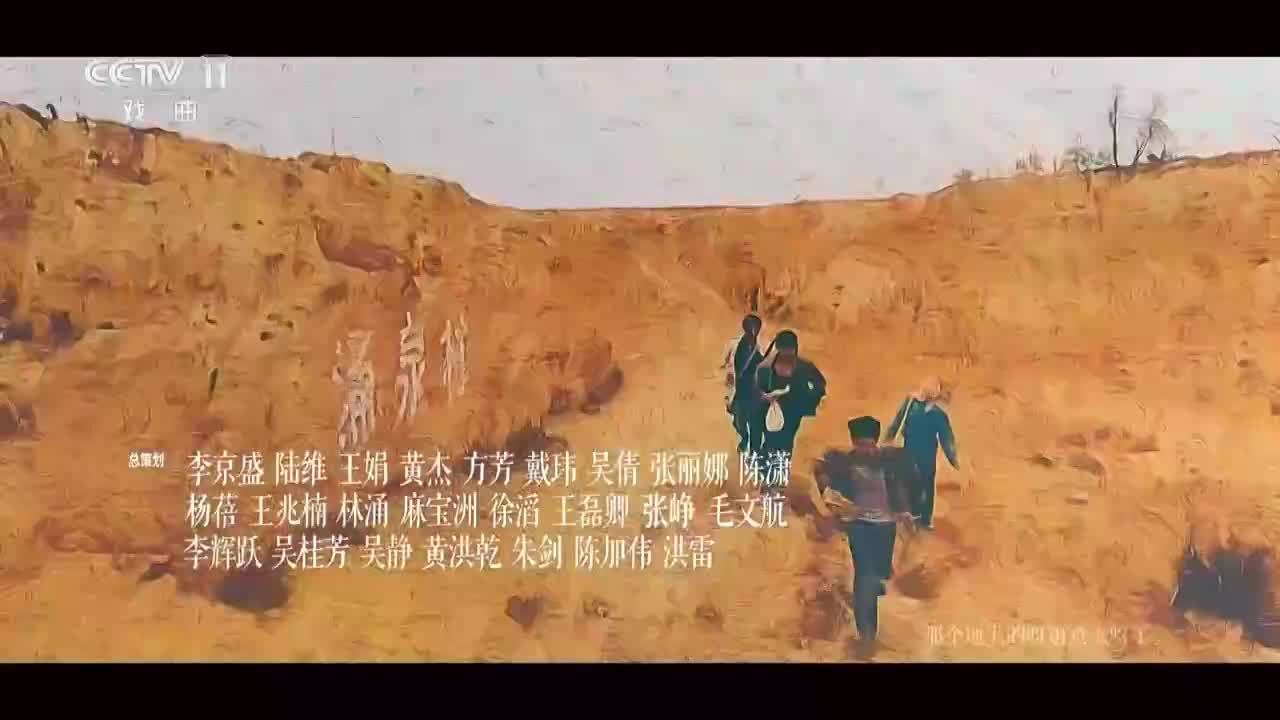 CCTV 11
戏曲
涌泉村
总策划
李京盛 陆维 王娟 黄杰 方芳 戴玮 吴倩 张丽娜 陈潇
杨蓓 王兆楠 林涌 麻宝洲 徐滔 王磊卿 张峥 毛文航
李辉跃 吴桂芳 吴静 黄洪乾 朱剑 陈加伟 洪雷